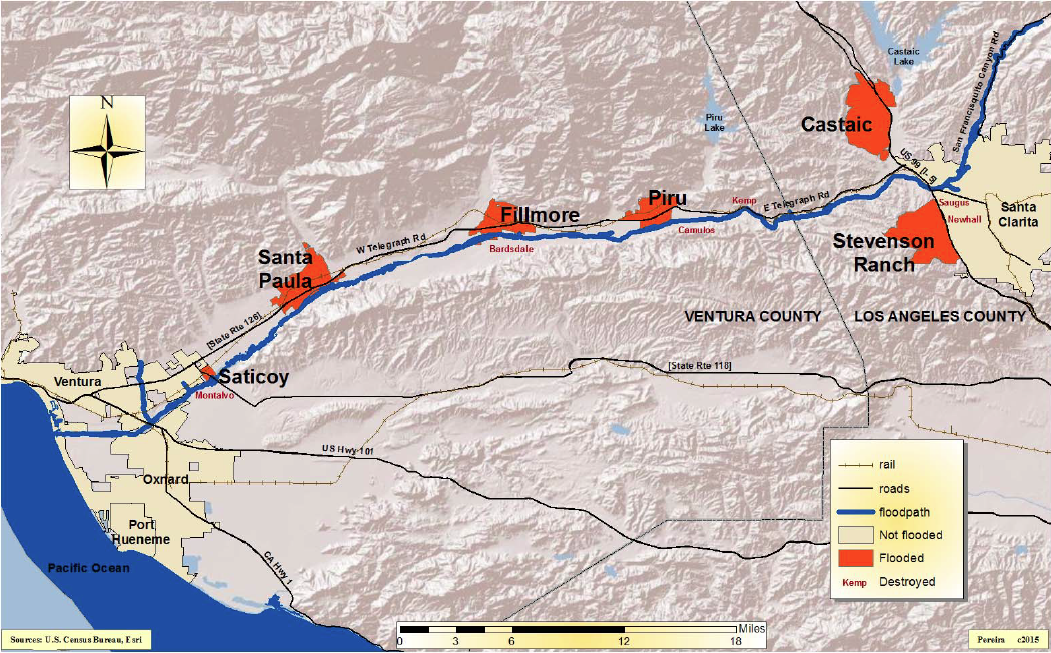 N
Castaic
Lake
San Francisquito Canyon Rd
Piru
Lake
Castaic
US 99 [I-5]
Piru
Kemp
E Telegraph Rd
Saugus
Newhall
Santa
Clarita
Fillmore
Camulos
W Telegraph Rd
Bardsdale
Stevenson
Ranch
Santa
Paula
[State Rte 126]
VENTURA COUNTY
LOS ANGELES COUNTY
Ventura
Saticoy
Montalvo
[State Rte 118]
US Hwy 101
Oxnard
Port
Hueneme
CA Hwy 1
Pacific Ocean
rail
roads
floodpath
Not flooded
Flooded
Kemp Destroyed
Miles
0 3 6 12 18
Sources: U.S. Census Bureau, Esri
Pereira c2015